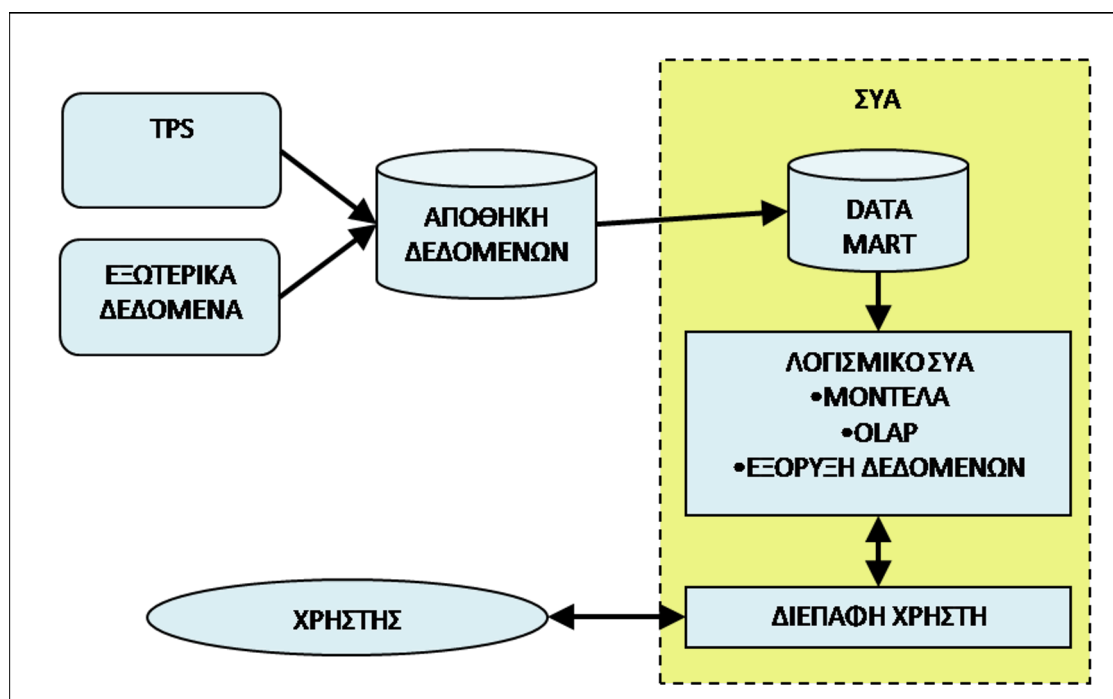 TPS
ΕΞΩΤΕΡΙΚΑ
ΔΕΔΟΜΕΝΑ
ΑΠΟΘΗΚΗ
ΔΕΔΟΜΕΝΩΝ
ΣΥΑ
DATA
MART
ΛΟΓΙΣΜΙΚΟ ΣΥΑ
•ΜΟΝΤΕΛΑ
•OLAP
•ΕΞΟΡΥΞΗ ΔΕΔΟΜΕΝΩΝ
ΔΙΕΠΑΦΗ ΧΡΗΣΤΗ
ΧΡΗΣΤΗΣ